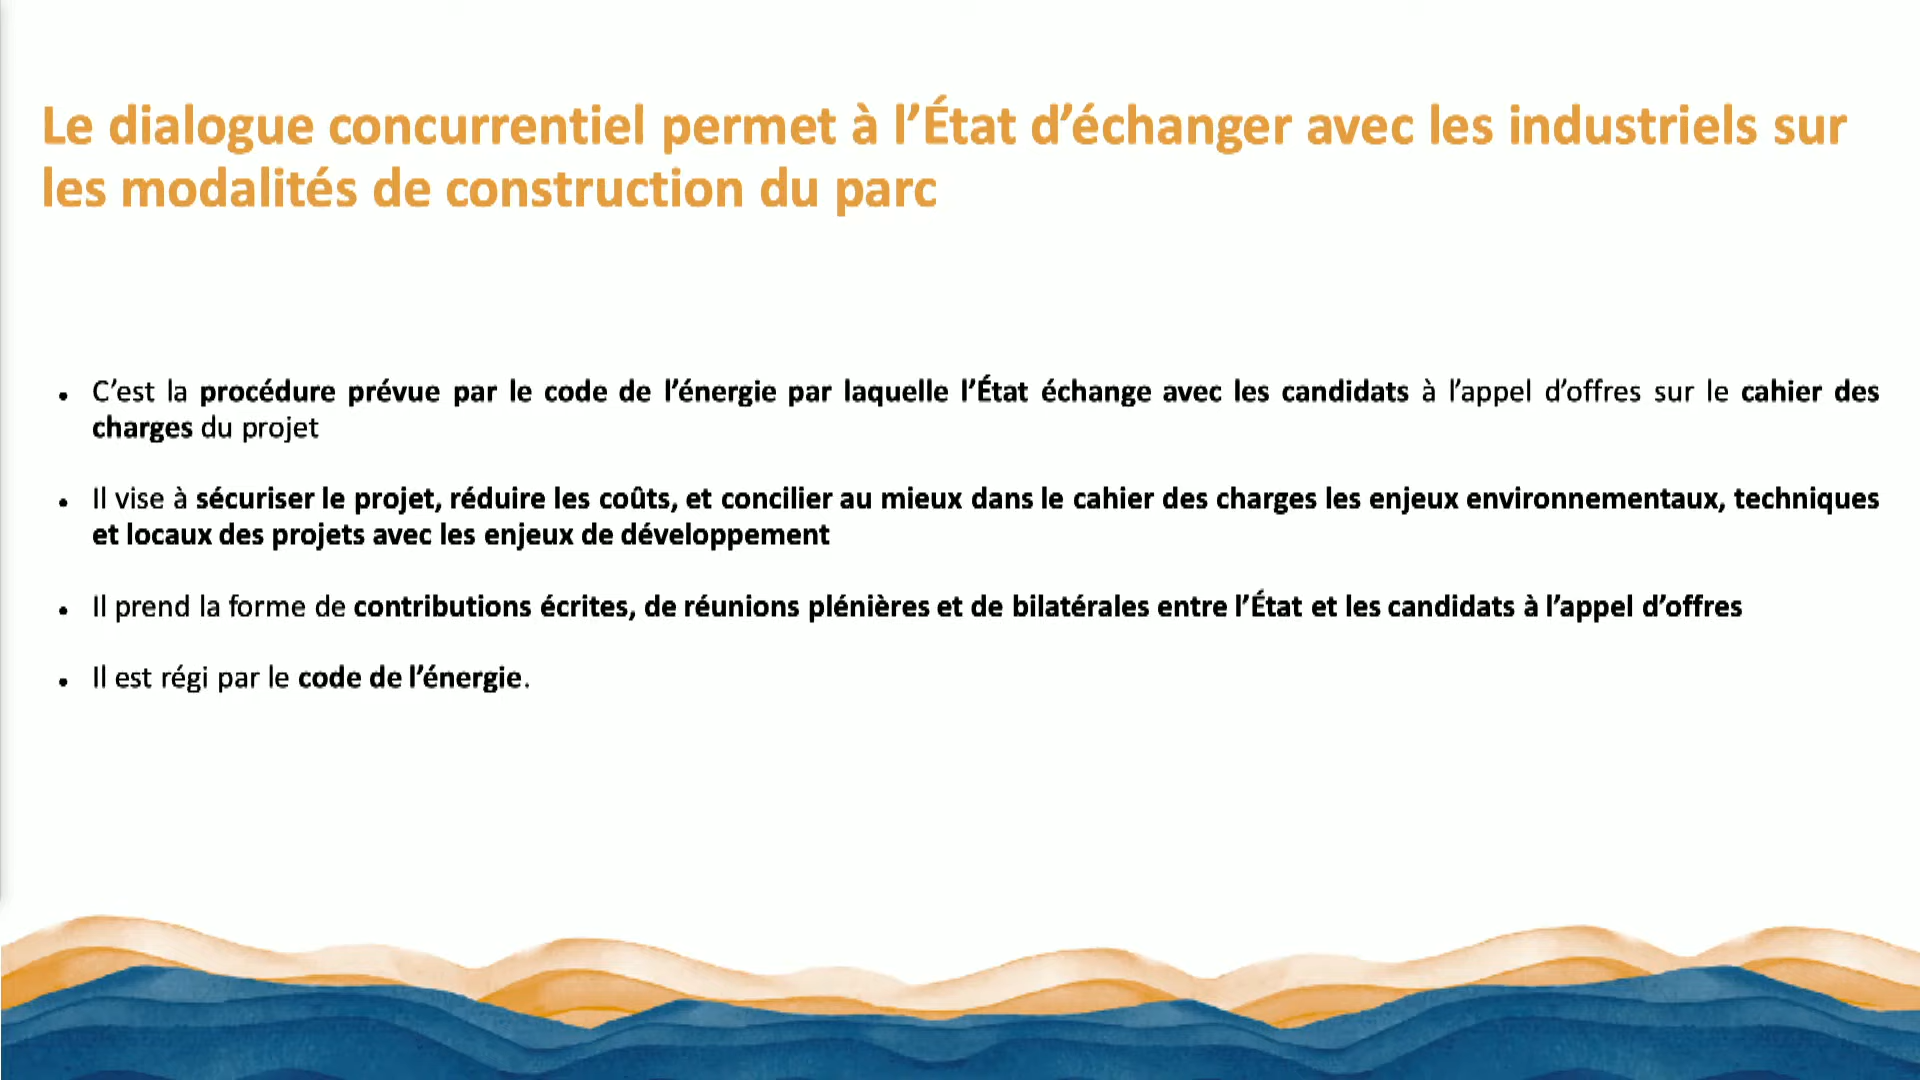 Le dialogue concurrentiel permet à l’État d’échanger avec les industriels sur
les modalités de construction du parc
• C’est la procédure prévue par le code de l’énergie par laquelle l’État échange avec les candidats à l’appel d’offres sur le cahier des
charges du projet
• Il vise à sécuriser le projet, réduire les coûts, et concilier au mieux dans le cahier des charges les enjeux environnementaux, techniques
et locaux des projets avec les enjeux de développement
• Il prend la forme de contributions écrites, de réunions plénières et de bilatérales entre l’État et les candidats à l’appel d’offres
• Il est régi par le code de l’énergie.